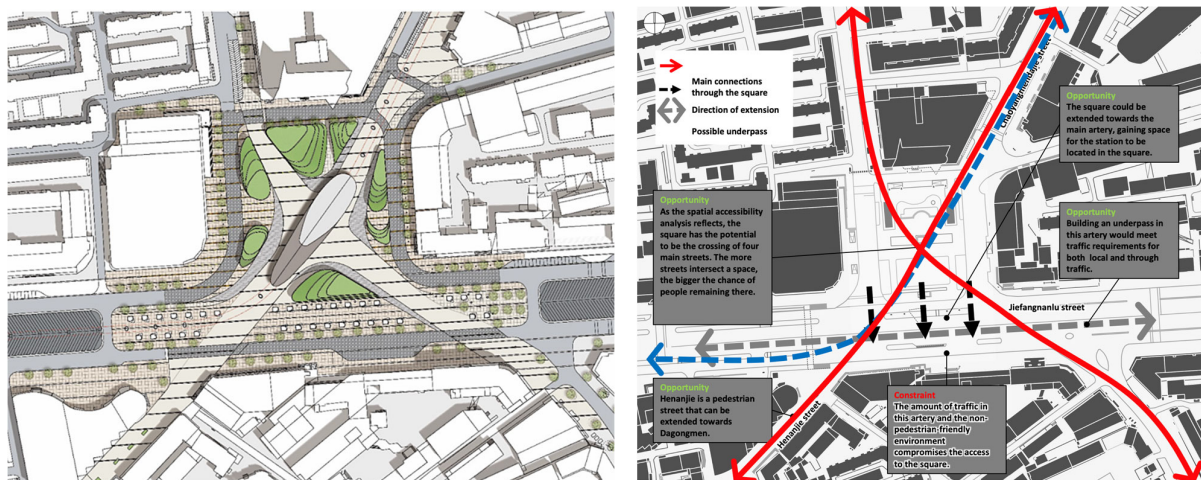 Main connections
through the square
Direction of extension
Possible underpass
Chaoyangmendajie street
Opportunity
The square could be
extended towards the
main artery, gaining space
for the station to be
located in the square.
Opportunity
As the spatial accessibility
analysis reflects, the
square has the potential
to be the crossing of four
main streets. The more
streets intersect a space,
the bigger the chance of
people remaining there.
Opportunity
Building an underpass in
this artery would meet
traffic requirements for
both local and through
traffic.
Jiefangnanlu street
Opportunity
Henanjie is a pedestrian
street that can be
extended towards
Dagongmen.
Henanjie street
Constraint
The amount of traffic in
this artery and the non-
pedestrian-friendly
environment
compromises the access
to the square.